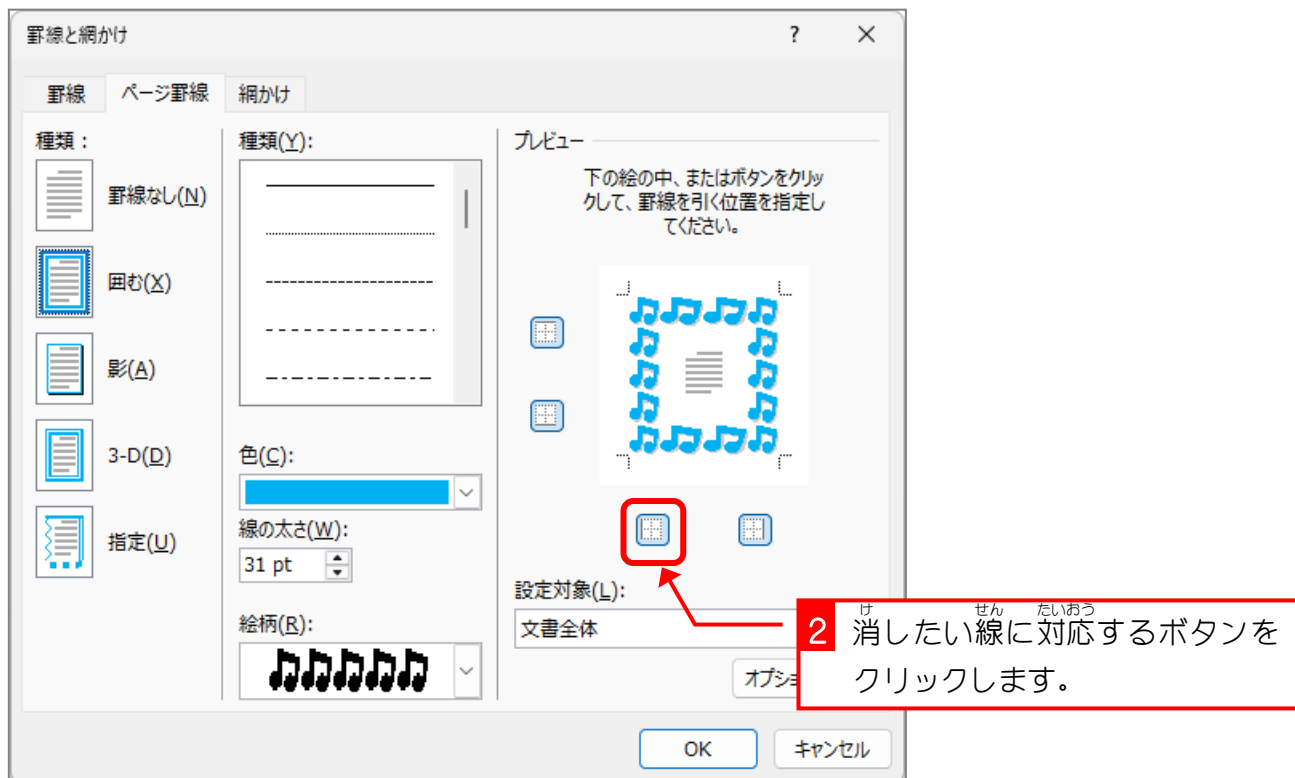 罫線と網かけ
? ×
罫線 ページ罫線 網かけ
種類:
罫線なし(N)
囲む(X)
影(A)
3-D(D)
指定(U)
種類(Y):
色(C):
線の太さ(W):
31 pt
絵柄(R):
プレビュー
下の絵の中、またはボタンをクリッ
クして、罫線を引く位置を指定し
てください。
設定対象(L):
文書全体
オプショ
OK キャンセル
け せん たいおう
2 消したい線に対応するボタンを
クリックします。